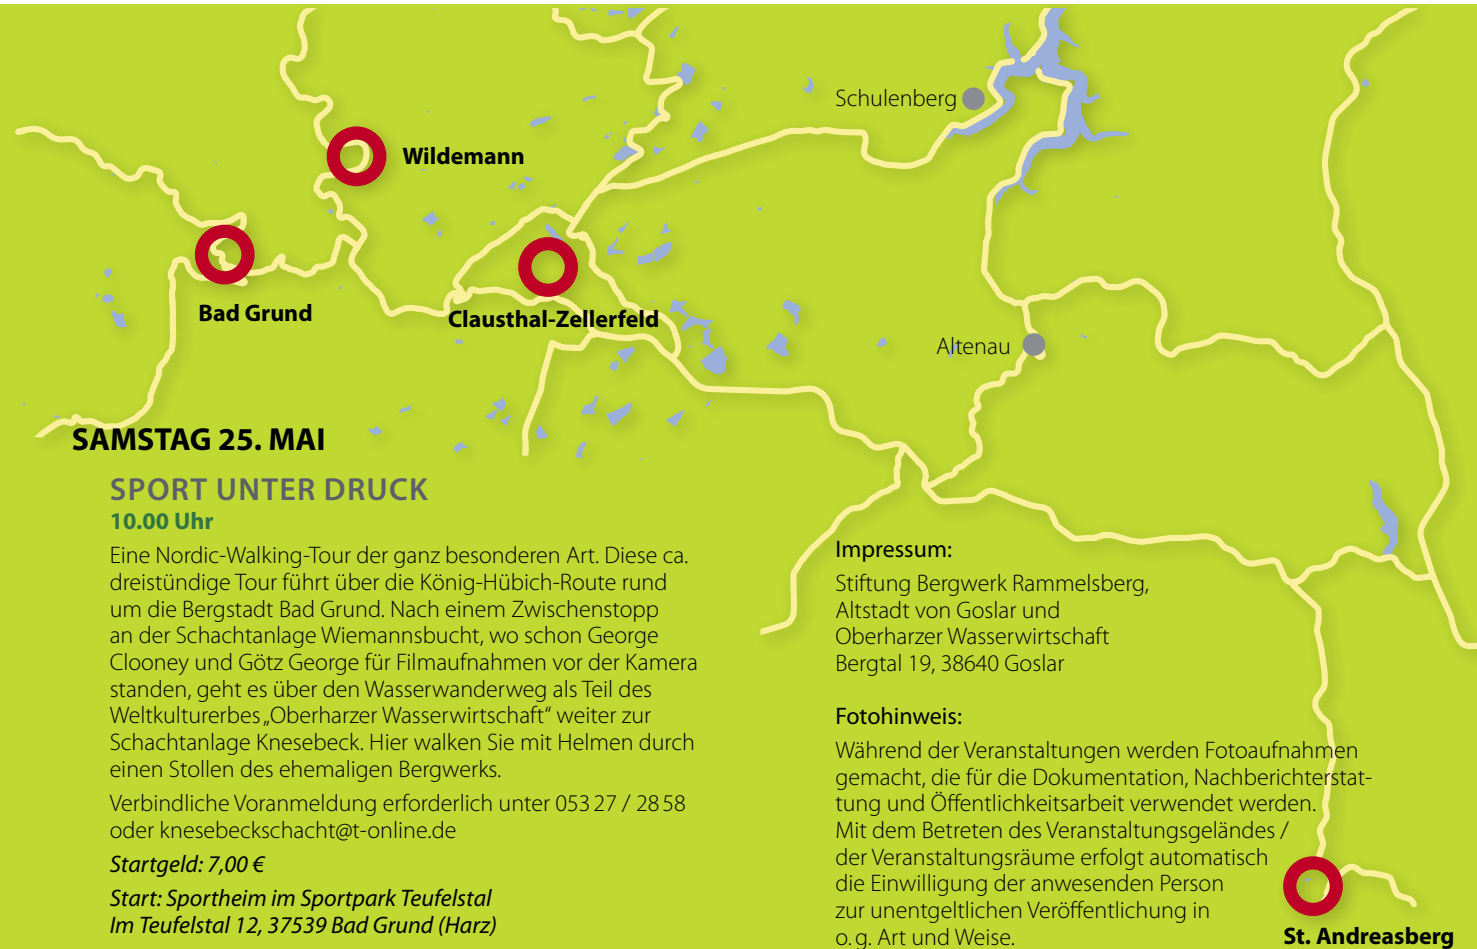 Schulenberg
Wildemann
Bad Grund
Clausthal-Zellerfeld
Altenau
SAMSTAG 25. MAI
SPORT UNTER DRUCK
10.00 Uhr
Eine Nordic-Walking-Tour der ganz besonderen Art. Diese ca.
dreistündige Tour führt über die König-Hübich-Route rund
um die Bergstadt Bad Grund. Nach einem Zwischenstopp
an der Schachtanlage Wiemannsbucht, wo schon George
Clooney und Götz George für Filmaufnahmen vor der Kamera
standen, geht es über den Wasserwanderweg als Teil des
Weltkulturerbes „Oberharzer Wasserwirtschaft“ weiter zur
Schachtanlage Knesebeck. Hier walken Sie mit Helmen durch
einen Stollen des ehemaligen Bergwerks.
Verbindliche Voranmeldung erforderlich unter 053 27 / 28 58
oder knesebeckschacht@t-online.de
Startgeld: 7,00 €
Start: Sportheim im Sportpark Teufelstal
Im Teufelstal 12, 37539 Bad Grund (Harz)
Impressum:
Stiftung Bergwerk Rammelsberg,
Altstadt von Goslar und
Oberharzer Wasserwirtschaft
Bergtal 19, 38640 Goslar
Fotohinweis:
Während der Veranstaltungen werden Fotoaufnahmen
gemacht, die für die Dokumentation, Nachberichterstat-
tung und Öffentlichkeitsarbeit verwendet werden.
Mit dem Betreten des Veranstaltungsgeländes /
der Veranstaltungsräume erfolgt automatisch
die Einwilligung der anwesenden Person
zur unentgeltlichen Veröffentlichung in
o. g. Art und Weise.
St. Andreasberg